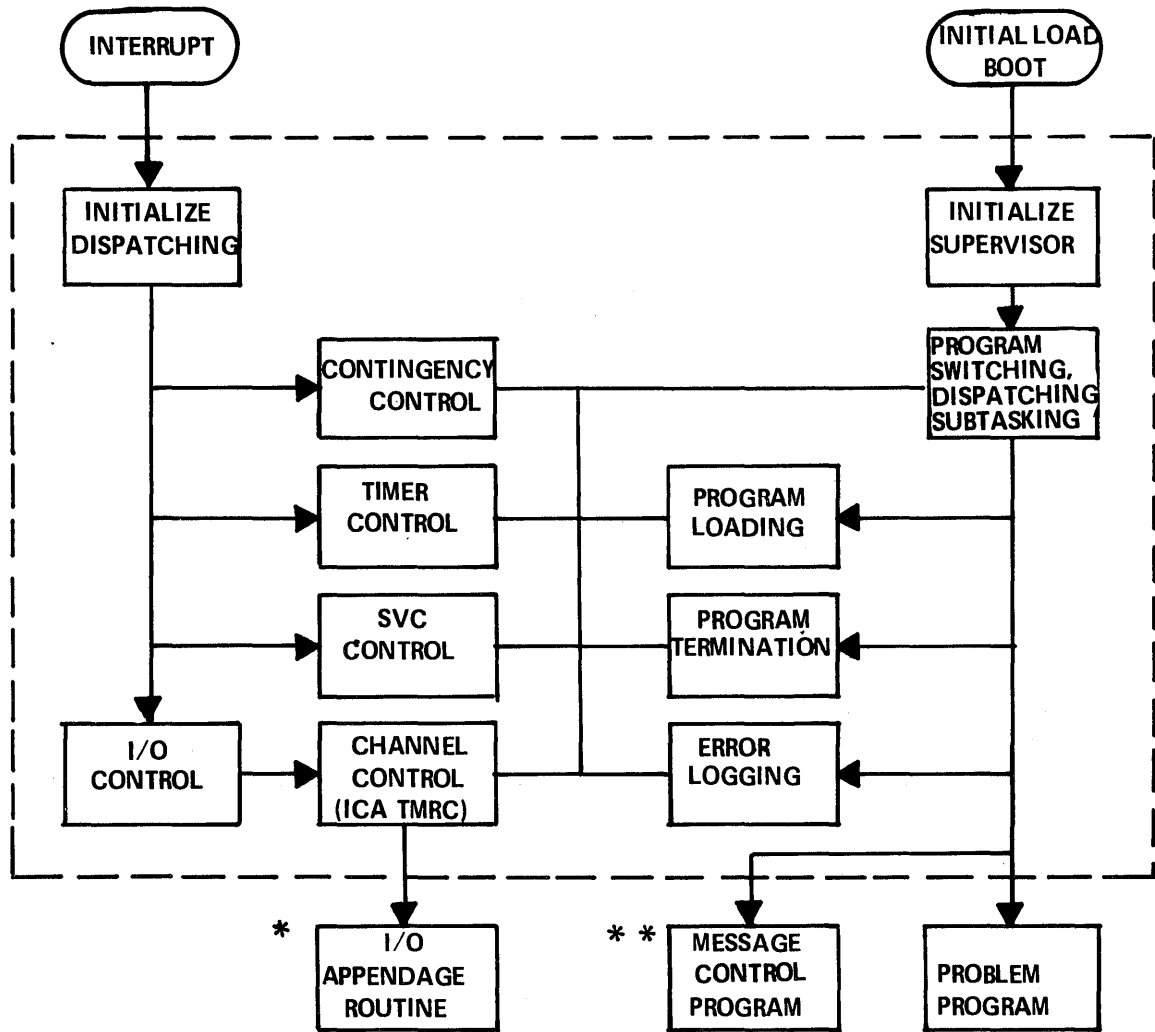 INTERRUPT
INITIAL LOAD
BOOT
INITIALIZE
DISPATCHING
INITIALIZE
SUPERVISOR
CONTINGENCY
CONTROL
PROGRAM
SWITCHING,
DISPATCHING
SUBTASKING
TIMER
CONTROL
PROGRAM
LOADING
SVC
CONTROL
PROGRAM
TERMINATION
I/O
CONTROL
CHANNEL
CONTROL
(ICA TMRC)
ERROR
LOGGING
*
I/O
APPENDAGE
ROUTINE
* *
MESSAGE
CONTROL
PROGRAM
PROBLEM
PROGRAM